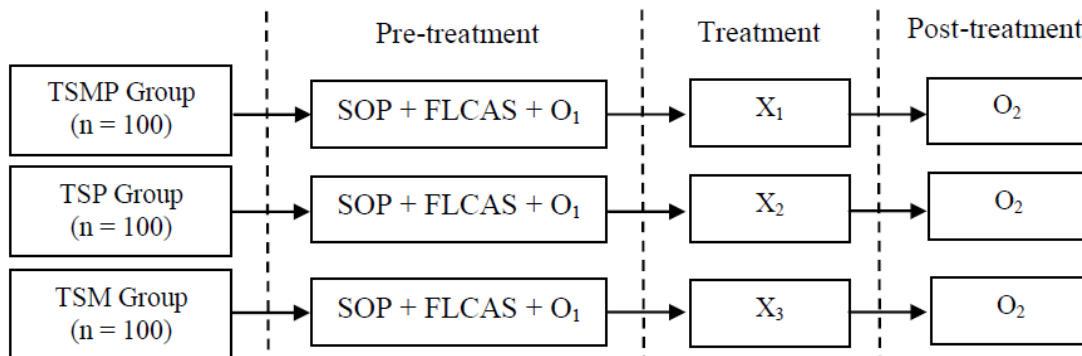 Pre-treatment Treatment Post-treatment
TSMP Group
(n = 100)
SOP + FLCAS + O₁
X₁
O₂
TSP Group
(n = 100)
SOP + FLCAS + O₁
X₂
O₂
TSM Group
(n = 100)
SOP + FLCAS + O₁
X₃
O₂